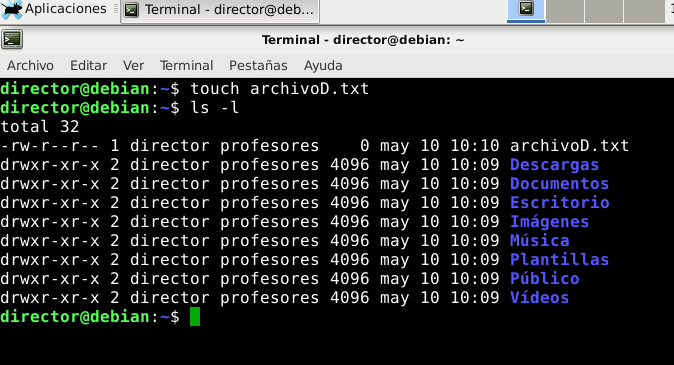 Aplicaciones Terminal - director@deb...
Terminal - director@debian: ~
Archivo Editar Ver Terminal Pestañas Ayuda
director@debian:~$ touch archivoD.txt
director@debian:~$ ls -l
total 32
-rw-r--r-- 1 director profesores    0 may 10 10:10 archivoD.txt
drwxr-xr-x 2 director profesores 4096 may 10 10:09 Descargas
drwxr-xr-x 2 director profesores 4096 may 10 10:09 Documentos
drwxr-xr-x 2 director profesores 4096 may 10 10:09 Escritorio
drwxr-xr-x 2 director profesores 4096 may 10 10:09 Imágenes
drwxr-xr-x 2 director profesores 4096 may 10 10:09 Música
drwxr-xr-x 2 director profesores 4096 may 10 10:09 Plantillas
drwxr-xr-x 2 director profesores 4096 may 10 10:09 Público
drwxr-xr-x 2 director profesores 4096 may 10 10:09 Vídeos
director@debian:~$